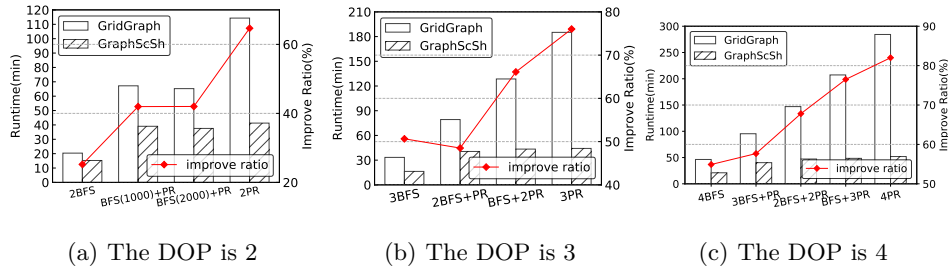 120
110
100
90
80
70
60
50
40
30
20
10
0
Runtime(min)
GridGraph
GraphScSh
improve ratio
60
40
20
Improve Ratio(%)
2BFS
BFS(1000)+PR
BFS(2000)+PR
2PR
(a) The DOP is 2
210
180
150
120
90
60
30
0
Runtime(min)
GridGraph
GraphScSh
improve ratio
80
70
60
50
40
Improve Ratio(%)
3BFS
2BFS+PR
BFS+2PR
3PR
(b) The DOP is 3
300
250
200
150
100
50
0
Runtime(min)
GridGraph
GraphScSh
improve ratio
90
80
70
60
50
Improve Ratio(%)
4BFS
3BFS+PR
2BFS+2PR
BFS+3PR
4PR
(c) The DOP is 4